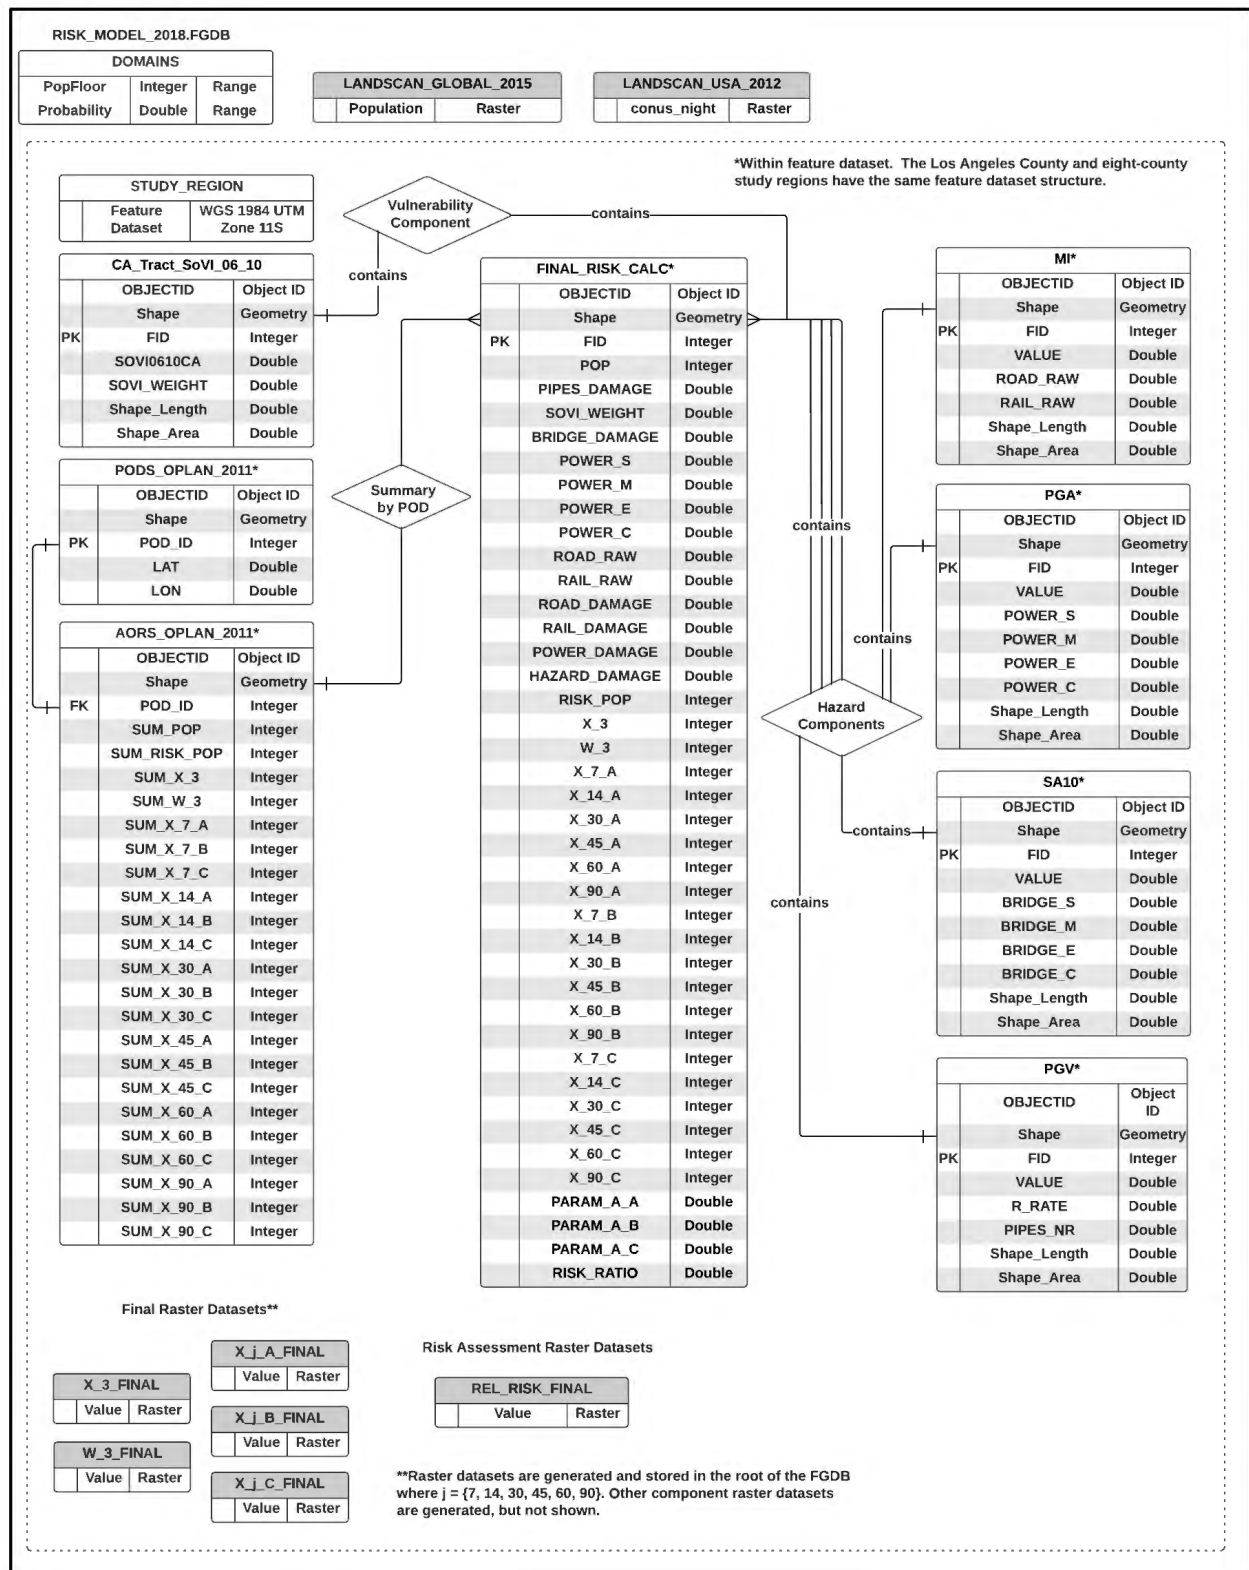 RISK_MODEL_2018.FGDB
DOMAINS
PopFloor Integer Range
Probability Double Range
LANDSCAN_GLOBAL_2015
Population Raster
LANDSCAN_USA_2012
conus_night Raster
*Within feature dataset. The Los Angeles County and eight-county
study regions have the same feature dataset structure.
STUDY_REGION
Feature Dataset WGS 1984 UTM Zone 11S
Vulnerability
Component
contains
contains
CA_Tract_SoVI_06_10
OBJECTID Object ID
Shape Geometry
PK FID Integer
SOVI0610CA Double
SOVI_WEIGHT Double
Shape_Length Double
Shape_Area Double
PODS_OPLAN_2011*
OBJECTID Object ID
Shape Geometry
PK POD_ID Integer
LAT Double
LON Double
Summary
by POD
AORS_OPLAN_2011*
OBJECTID Object ID
Shape Geometry
FK POD_ID Integer
SUM_POP Integer
SUM_RISK_POP Integer
SUM_X_3 Integer
SUM_W_3 Integer
SUM_X_7_A Integer
SUM_X_7_B Integer
SUM_X_7_C Integer
SUM_X_14_A Integer
SUM_X_14_B Integer
SUM_X_14_C Integer
SUM_X_30_A Integer
SUM_X_30_B Integer
SUM_X_30_C Integer
SUM_X_45_A Integer
SUM_X_45_B Integer
SUM_X_45_C Integer
SUM_X_60_A Integer
SUM_X_60_B Integer
SUM_X_60_C Integer
SUM_X_90_A Integer
SUM_X_90_B Integer
SUM_X_90_C Integer
FINAL_RISK_CALC*
OBJECTID Object ID
Shape Geometry
PK FID Integer
POP Integer
PIPES_DAMAGE Double
SOVI_WEIGHT Double
BRIDGE_DAMAGE Double
POWER_S Double
POWER_M Double
POWER_E Double
POWER_C Double
ROAD_RAW Double
RAIL_RAW Double
ROAD_DAMAGE Double
RAIL_DAMAGE Double
POWER_DAMAGE Double
HAZARD_DAMAGE Double
RISK_POP Integer
X_3 Integer
W_3 Integer
X_7_A Integer
X_14_A Integer
X_30_A Integer
X_45_A Integer
X_60_A Integer
X_90_A Integer
X_7_B Integer
X_14_B Integer
X_30_B Integer
X_45_B Integer
X_60_B Integer
X_90_B Integer
X_7_C Integer
X_14_C Integer
X_30_C Integer
X_45_C Integer
X_60_C Integer
X_90_C Integer
PARAM_A_A Double
PARAM_A_B Double
PARAM_A_C Double
RISK_RATIO Double
contains
contains
Hazard
Components
contains
contains
MI*
OBJECTID Object ID
Shape Geometry
PK FID Integer
VALUE Double
ROAD_RAW Double
RAIL_RAW Double
Shape_Length Double
Shape_Area Double
PGA*
OBJECTID Object ID
Shape Geometry
PK FID Integer
VALUE Double
POWER_S Double
POWER_M Double
POWER_E Double
POWER_C Double
Shape_Length Double
Shape_Area Double
SA10*
OBJECTID Object ID
Shape Geometry
PK FID Integer
VALUE Double
BRIDGE_S Double
BRIDGE_M Double
BRIDGE_E Double
BRIDGE_C Double
Shape_Length Double
Shape_Area Double
PGV*
OBJECTID Object ID
Shape Geometry
PK FID Integer
VALUE Double
R_RATE Double
PIPES_NR Double
Shape_Length Double
Shape_Area Double
Final Raster Datasets**
X_3_FINAL
Value Raster
W_3_FINAL
Value Raster
X_j_A_FINAL
Value Raster
X_j_B_FINAL
Value Raster
X_j_C_FINAL
Value Raster
Risk Assessment Raster Datasets
REL_RISK_FINAL
Value Raster
**Raster datasets are generated and stored in the root of the FGDB
where j = {7, 14, 30, 45, 60, 90}. Other component raster datasets
are generated, but not shown.